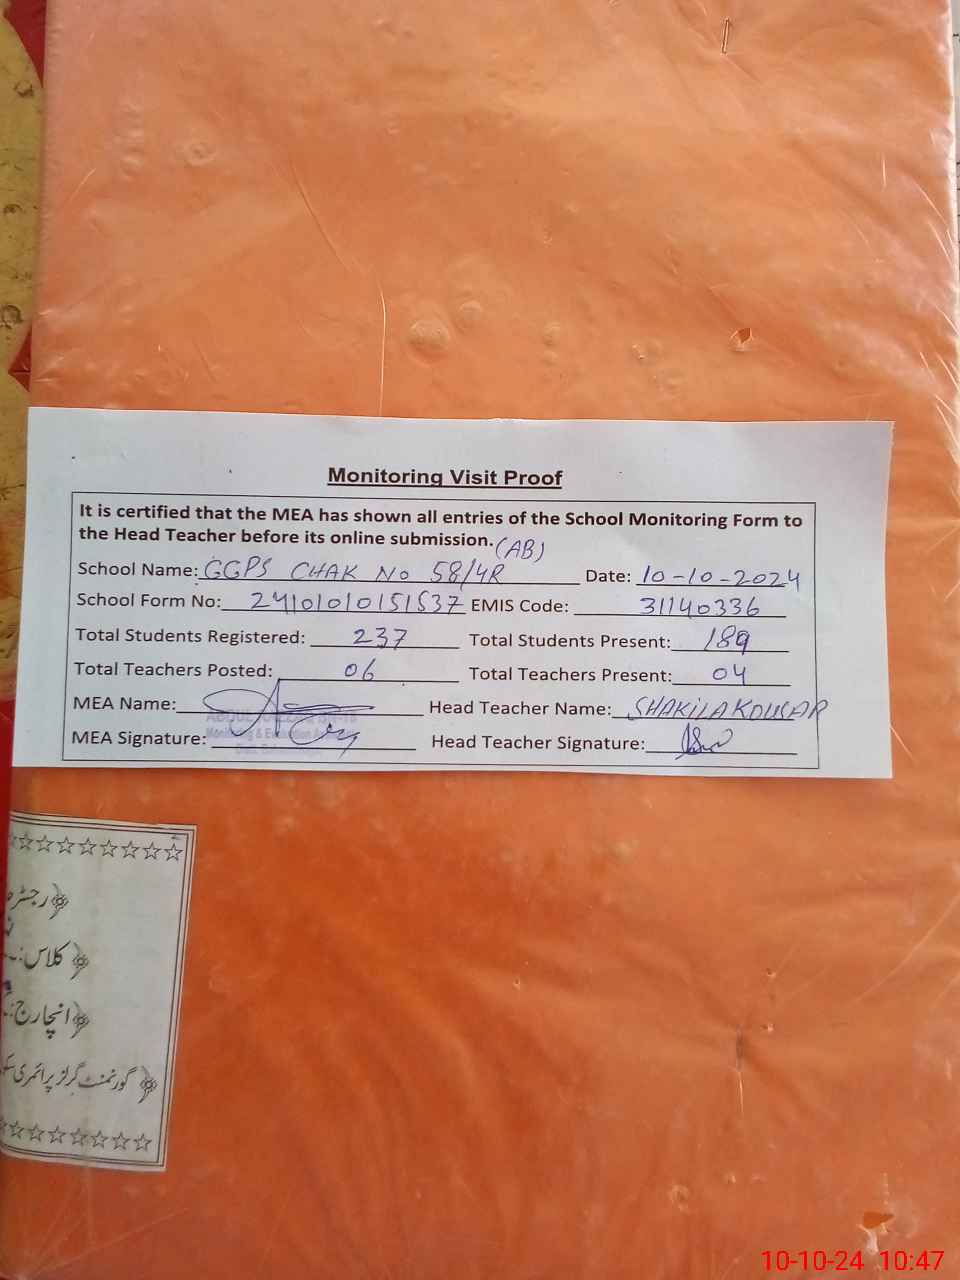 Monitoring Visit Proof
It is certified that the MEA has shown all entries of the School Monitoring Form to
the Head Teacher before its online submission. (AB)
School Name: GGPS CHAK No 58/4R Date: 10-10-2024
School Form No: 24101010151537 EMIS Code: 31140336
Total Students Registered: 237 Total Students Present: 189
Total Teachers Posted: 06 Total Teachers Present: 04
MEA Name: Head Teacher Name: SHAKILA KOUSAR
Monitoring &
MEA Signature: Head Teacher Signature:
☆☆☆☆☆☆☆☆
رجسٹر
کلاس:
انچارج:
گورنمنٹ گرلز پرائمری
☆☆☆☆☆☆☆
10-10-24 10:47